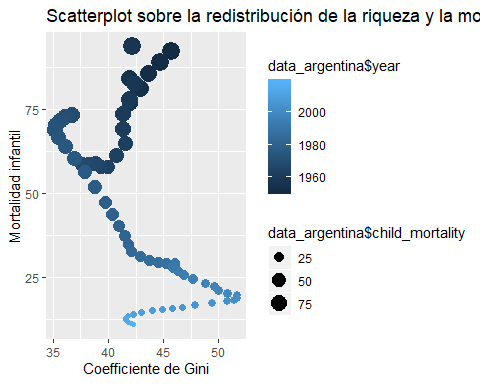 Scatterplot sobre la redistribución de la riqueza y la mo
Mortalidad infantil
75
50
25
35
40
45
50
Coefficiente de Gini
data_argentina$year
2000
1980
1960
data_argentina$child_mortality
25
50
75